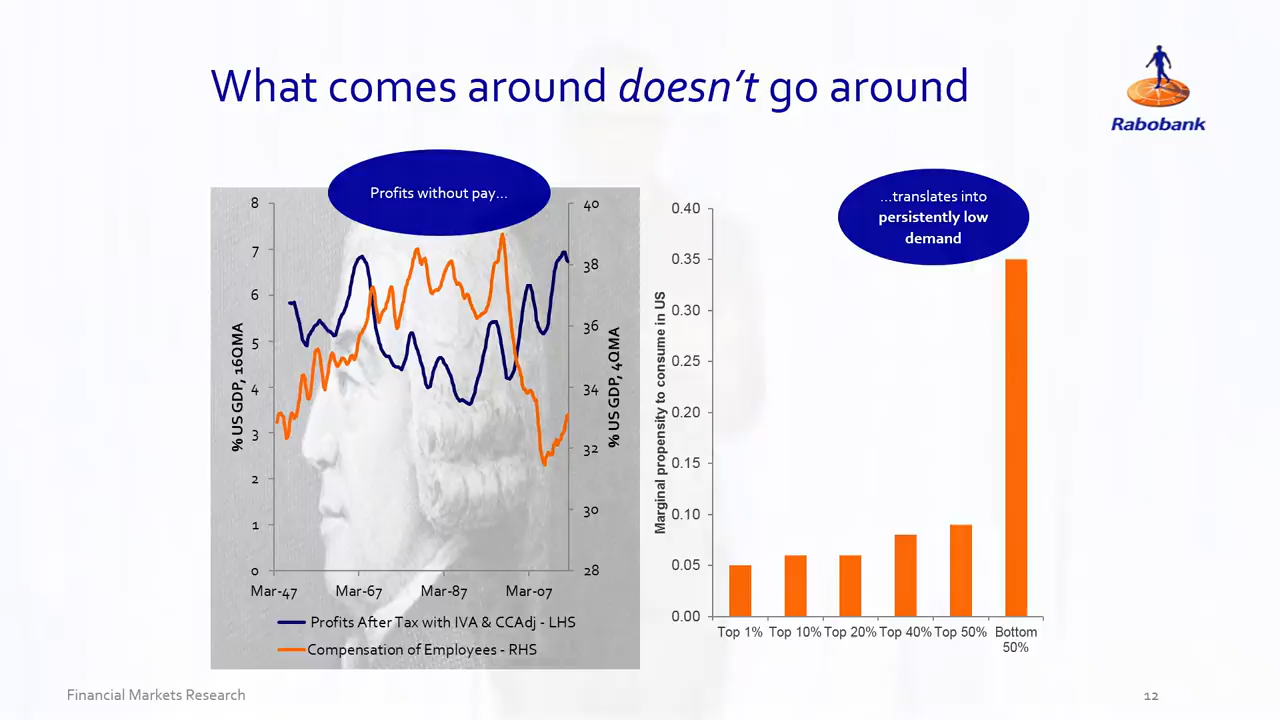 What comes around doesn't go around
Rabobank
Profits without pay...
8
7
6
5
4
3
2
1
0
% US GDP, 16QMA
40
38
36
34
32
30
28
% US GDP, 4QMA
Mar-47 Mar-67 Mar-87 Mar-07
Profits After Tax with IVA & CCAdj - LHS
Compensation of Employees - RHS
...translates into
persistently low
demand
0.40
0.35
0.30
0.25
0.20
0.15
0.10
0.05
0.00
Marginal propensity to consume in US
Top 1% Top 10% Top 20% Top 40% Top 50% Bottom
50%
Financial Markets Research
12